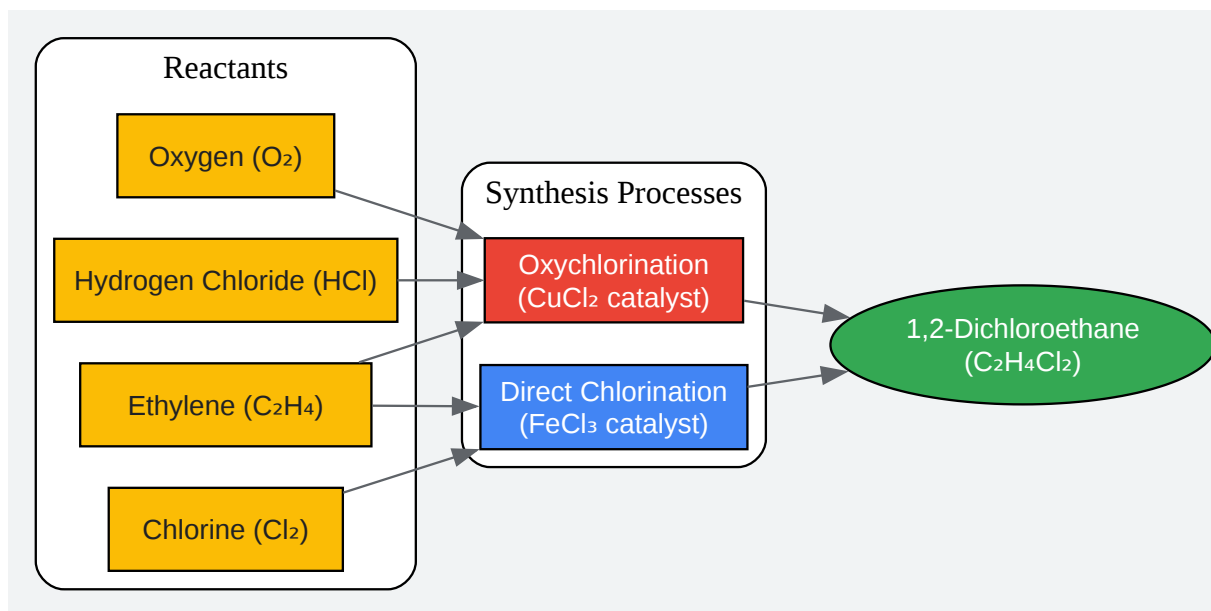 Reactants
Oxygen (O₂)
Hydrogen Chloride (HCl)
Ethylene (C₂H₄)
Chlorine (Cl₂)
Synthesis Processes
Oxychlorination
(CuCl₂ catalyst)
Direct Chlorination
(FeCl₃ catalyst)
1,2-Dichloroethane
(C₂H₄Cl₂)